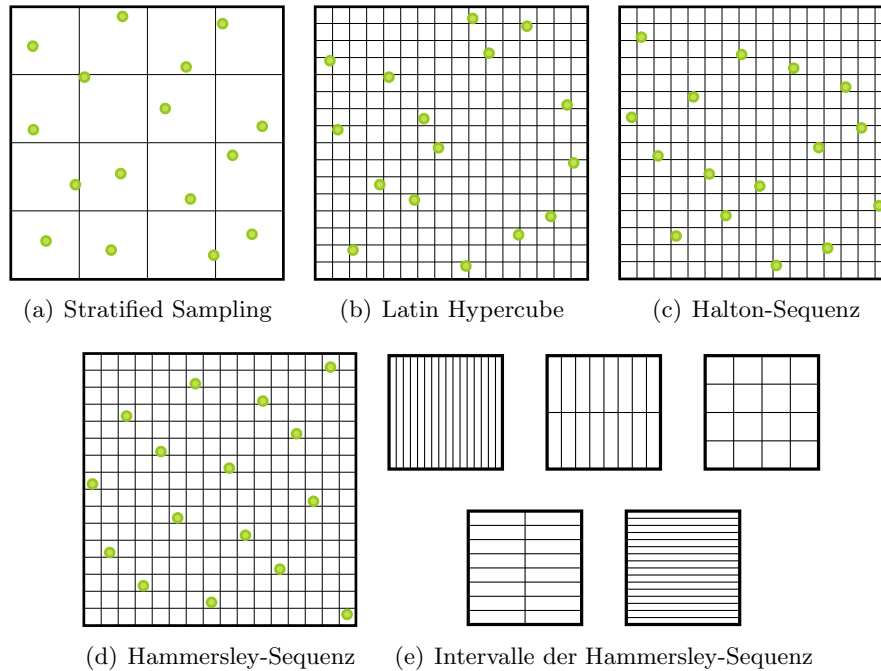 (a) Stratified Sampling
(b) Latin Hypercube
(c) Halton-Sequenz
(d) Hammersley-Sequenz
(e) Intervalle der Hammersley-Sequenz